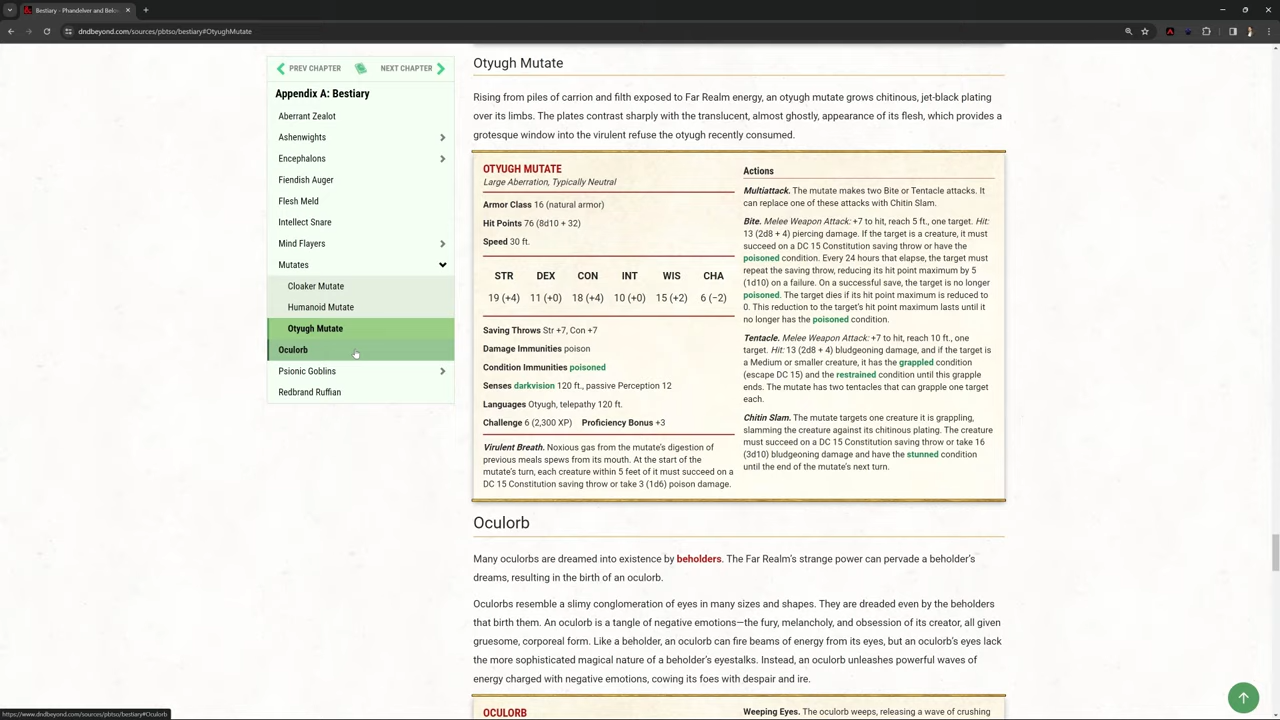 Bestiary - Phandelver and Belo
dndbeyond.com/sources/pbtso/bestiary#OtyughMutate
PREV CHAPTER
NEXT CHAPTER
Appendix A: Bestiary
Aberrant Zealot
Ashenwights
Encephalons
Fiendish Auger
Flesh Meld
Intellect Snare
Mind Flayers
Mutates
Cloaker Mutate
Humanoid Mutate
Otyugh Mutate
Oculorb
Psionic Goblins
Redbrand Ruffian
Otyugh Mutate
Rising from piles of carrion and filth exposed to Far Realm energy, an otyugh mutate grows chitinous, jet-black plating
over its limbs. The plates contrast sharply with the translucent, almost ghostly, appearance of its flesh, which provides a
grotesque window into the virulent refuse the otyugh recently consumed.
OTYUGH MUTATE
Large Aberration, Typically Neutral
Armor Class 16 (natural armor)
Hit Points 76 (8d10 + 32)
Speed 30 ft.
STR DEX CON INT WIS CHA
19 (+4) 11 (+0) 18 (+4) 10 (+0) 15 (+2) 6 (−2)
Saving Throws Str +7, Con +7
Damage Immunities poison
Condition Immunities poisoned
Senses darkvision 120 ft., passive Perception 12
Languages Otyugh, telepathy 120 ft.
Challenge 6 (2,300 XP) Proficiency Bonus +3
Virulent Breath. Noxious gas from the mutate's digestion of
previous meals spews from its mouth. At the start of the
mutate's turn, each creature within 5 feet of it must succeed on a
DC 15 Constitution saving throw or take 3 (1d6) poison damage.
Actions
Multiattack. The mutate makes two Bite or Tentacle attacks. It
can replace one of these attacks with Chitin Slam.
Bite. Melee Weapon Attack: +7 to hit, reach 5 ft., one target. Hit:
13 (2d8 + 4) piercing damage. If the target is a creature, it must
succeed on a DC 15 Constitution saving throw or have the
poisoned condition. Every 24 hours that elapse, the target must
repeat the saving throw, reducing its hit point maximum by 5
(1d10) on a failure. On a successful save, the target is no longer
poisoned. The target dies if its hit point maximum is reduced to
0. This reduction to the target's hit point maximum lasts until it
no longer has the poisoned condition.
Tentacle. Melee Weapon Attack: +7 to hit, reach 10 ft., one
target. Hit: 13 (2d8 + 4) bludgeoning damage, and if the target is
a Medium or smaller creature, it has the grappled condition
(escape DC 15) and the restrained condition until this grapple
ends. The mutate has two tentacles that can grapple one target
each.
Chitin Slam. The mutate targets one creature it is grappling,
slamming the creature against its chitinous plating. The creature
must succeed on a DC 15 Constitution saving throw or take 16
(3d10) bludgeoning damage and have the stunned condition
until the end of the mutate's next turn.
Oculorb
Many oculorbs are dreamed into existence by beholders. The Far Realm's strange power can pervade a beholder's
dreams, resulting in the birth of an oculorb.
Oculorbs resemble a slimy conglomeration of eyes in many sizes and shapes. They are dreaded even by the beholders
that birth them. An oculorb is a tangle of negative emotions—the fury, melancholy, and obsession of its creator, all given
gruesome, corporeal form. Like a beholder, an oculorb can fire beams of energy from its eyes, but an oculorb's eyes lack
the more sophisticated magical nature of a beholder's eyestalks. Instead, an oculorb unleashes powerful waves of
energy charged with negative emotions, cowing its foes with despair and ire.
OCULORB
Weeping Eyes. The oculorb weeps, releasing a wave of crushing
https://www.dndbeyond.com/sources/pbtso/bestiary#Oculorb